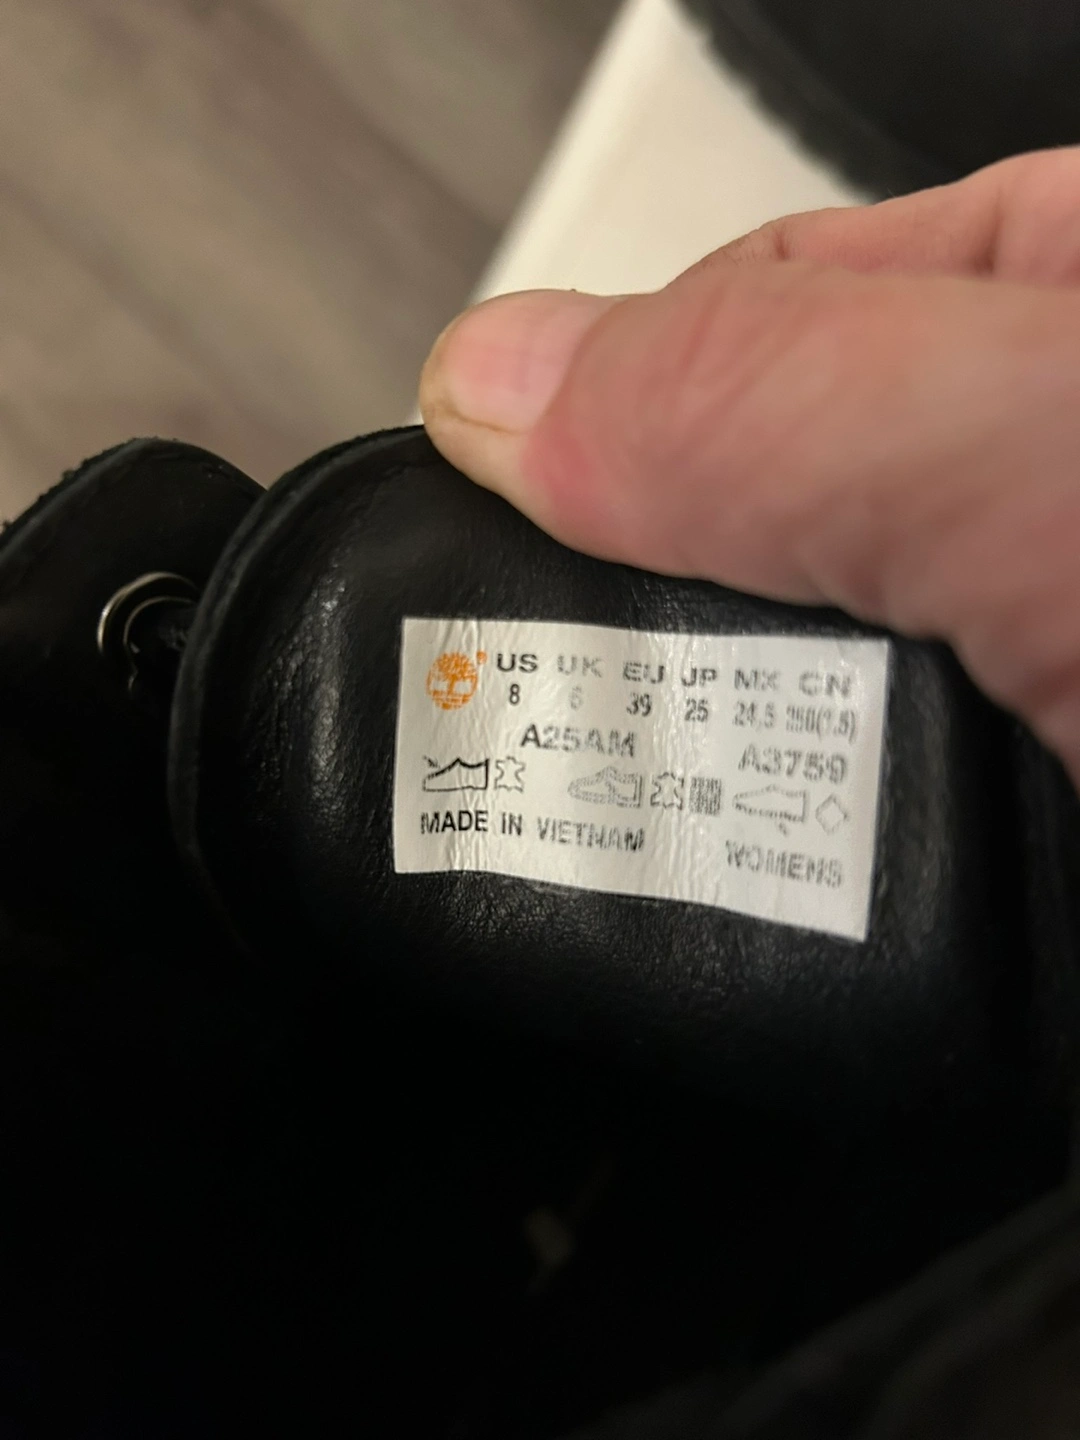 US UK EU JP MX CN
8 6 39 25 24,5 250(1.5)
A25AM A3759
MADE IN VIETNAM WOMENS